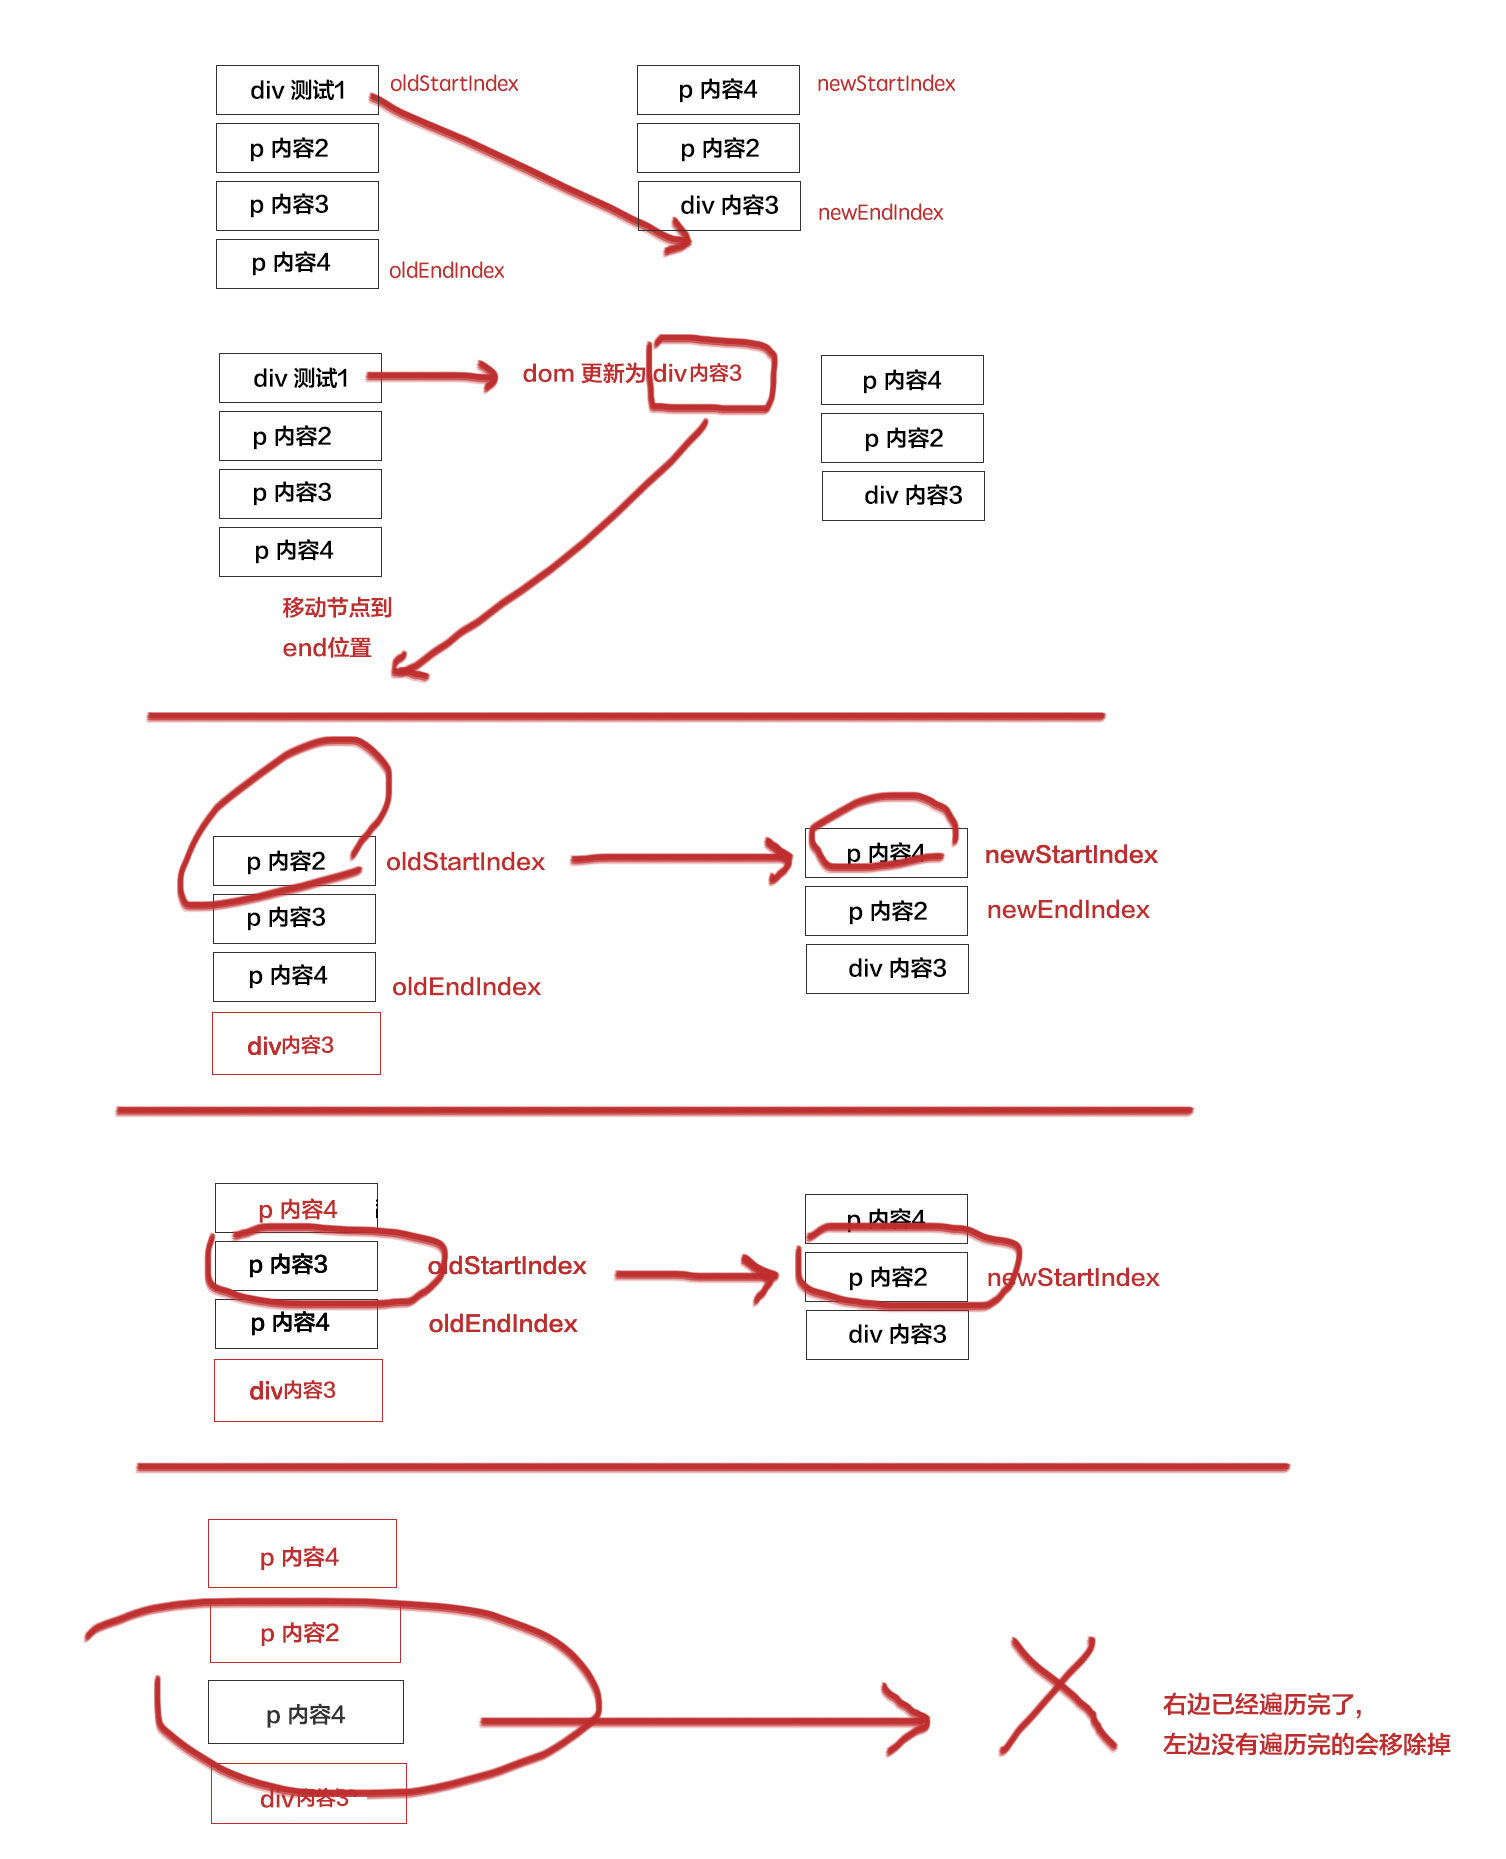 div 测试1 oldStartIndex p 内容4 newStartIndex
p 内容2 p 内容2
p 内容3 div 内容3 newEndIndex
p 内容4 oldEndIndex
div 测试1 dom 更新为 div内容3 p 内容4
p 内容2 p 内容2
p 内容3 div 内容3
p 内容4
移动节点到
end位置
p 内容2 oldStartIndex p 内容4 newStartIndex
p 内容3 p 内容2 newEndIndex
p 内容4 oldEndIndex div 内容3
div内容3
p 内容4 p 内容4
p 内容3 oldStartIndex p 内容2 newStartIndex
p 内容4 oldEndIndex div 内容3
div内容3
p 内容4
p 内容2
p 内容4 右边已经遍历完了，
左边没有遍历完的会移除掉
div内容3